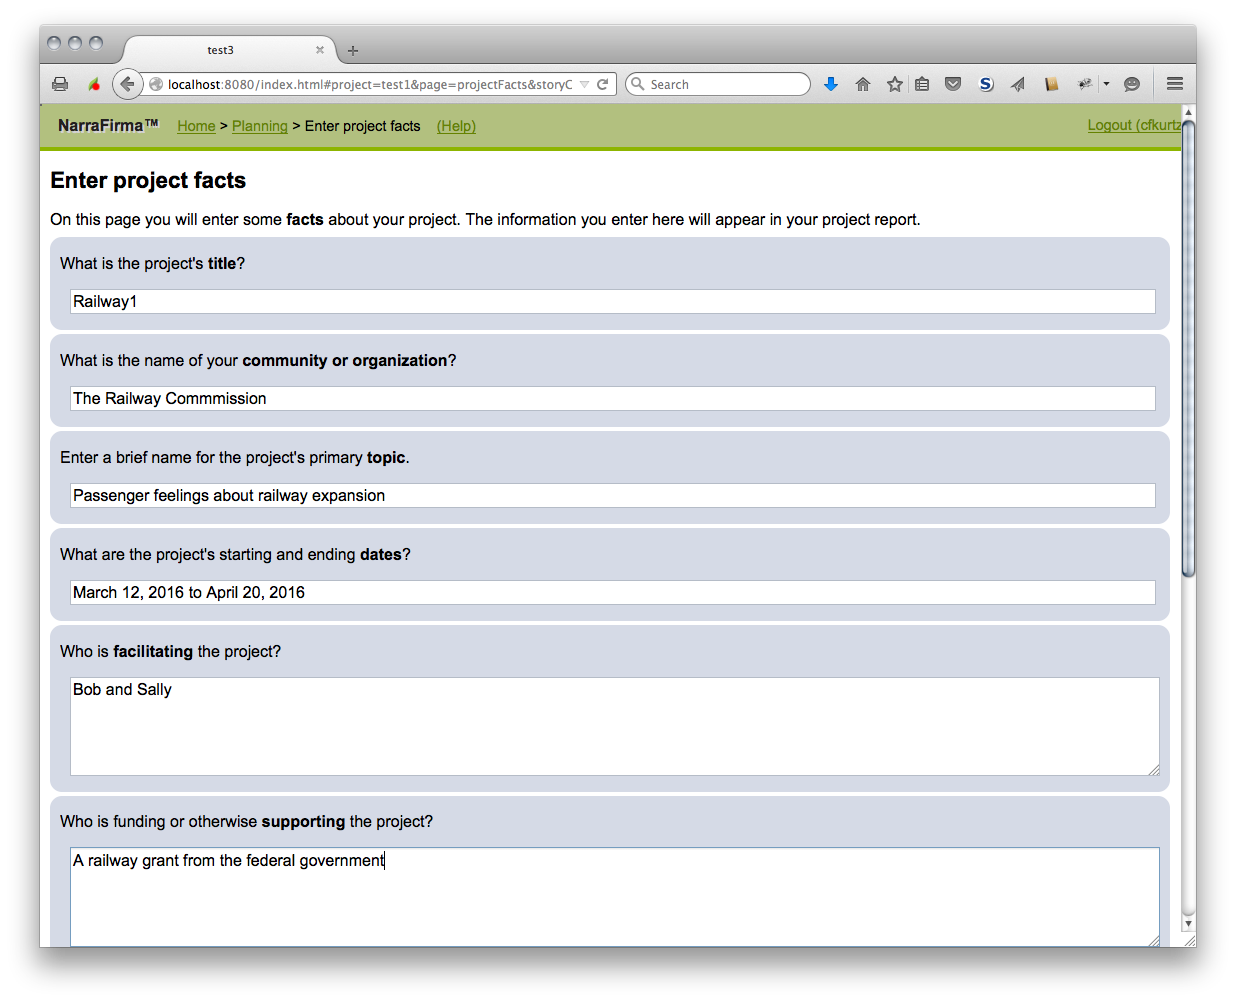 test3
localhost:8080/index.html#project=test1&page=projectFacts&storyC
Search
NarraFirma™ Home > Planning > Enter project facts (Help) Logout (cfkurtz
Enter project facts
On this page you will enter some facts about your project. The information you enter here will appear in your project report.
What is the project's title?
Railway1
What is the name of your community or organization?
The Railway Commmission
Enter a brief name for the project's primary topic.
Passenger feelings about railway expansion
What are the project's starting and ending dates?
March 12, 2016 to April 20, 2016
Who is facilitating the project?
Bob and Sally
Who is funding or otherwise supporting the project?
A railway grant from the federal government